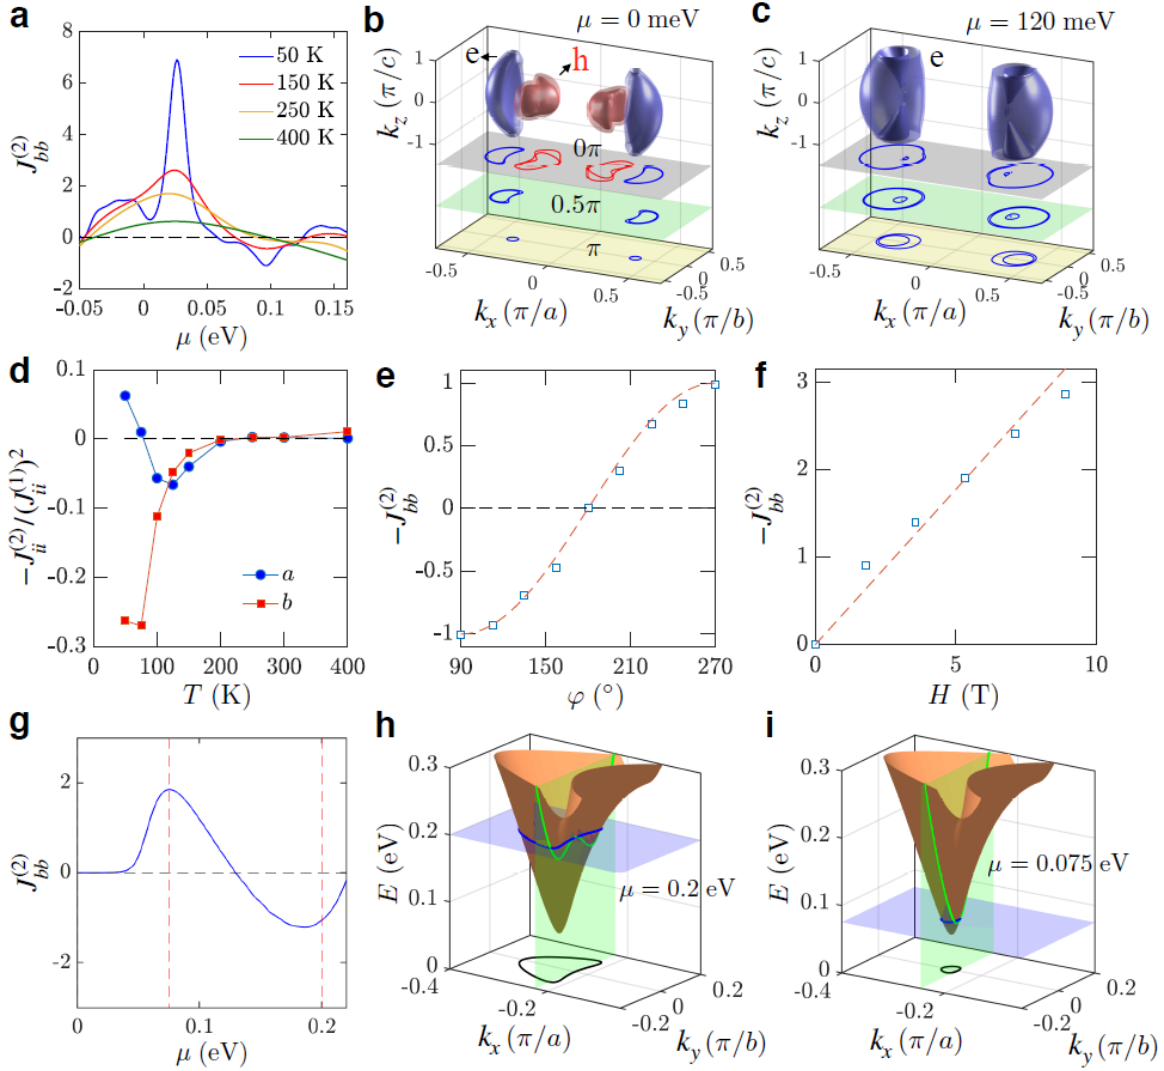 a
8
6
4
2
0
-2
J_{bb}^{(2)}
50 K
150 K
250 K
400 K
-0.05
0
0.05
0.1
0.15
μ (eV)
b
μ = 0 meV
e
h
1
0
-1
k_z (π/c)
0π
0.5π
π
-0.5
0
0.5
k_x (π/a)
-0.5
0
0.5
k_y (π/b)
c
μ = 120 meV
e
1
0
-1
k_z (π/c)
-0.5
0
0.5
k_x (π/a)
-0.5
0
0.5
k_y (π/b)
d
0.1
0
-0.1
-0.2
-0.3
−J_{ii}^{(2)}/(J_{ii}^{(1)})^2
a
b
0
100
200
300
400
T (K)
e
1
0.5
0
-0.5
-1
−J_{bb}^{(2)}
90
150
210
270
φ (°)
f
3
2
1
0
−J_{bb}^{(2)}
0
5
10
H (T)
g
2
0
-2
J_{bb}^{(2)}
0
0.1
0.2
μ (eV)
h
0.3
0.2
0.1
0
E (eV)
μ = 0.2 eV
-0.4
-0.2
k_x (π/a)
-0.2
0
0.2
k_y (π/b)
i
0.3
0.2
0.1
0
E (eV)
μ = 0.075 eV
-0.4
-0.2
k_x (π/a)
-0.2
0
0.2
k_y (π/b)